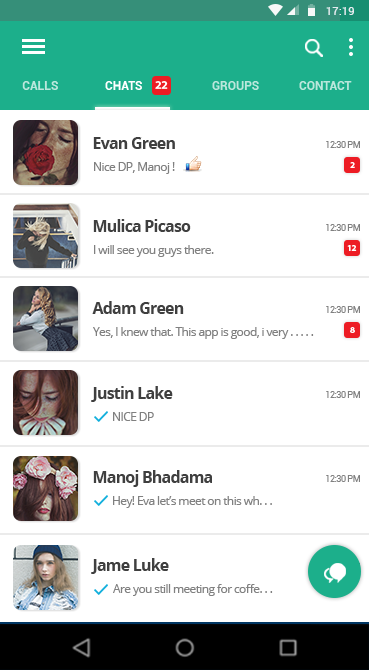 17:19
CALLS CHATS 22 GROUPS CONTACT
Evan Green 12:30 PM
Nice DP, Manoj ! 2
Mulica Picaso 12:30 PM
I will see you guys there. 12
Adam Green 12:30 PM
Yes, I knew that. This app is good, i very ..... 8
Justin Lake 12:30 PM
NICE DP
Manoj Bhadama 12:30 PM
Hey! Eva let's meet on this wh...
Jame Luke
Are you still meeting for coffe...